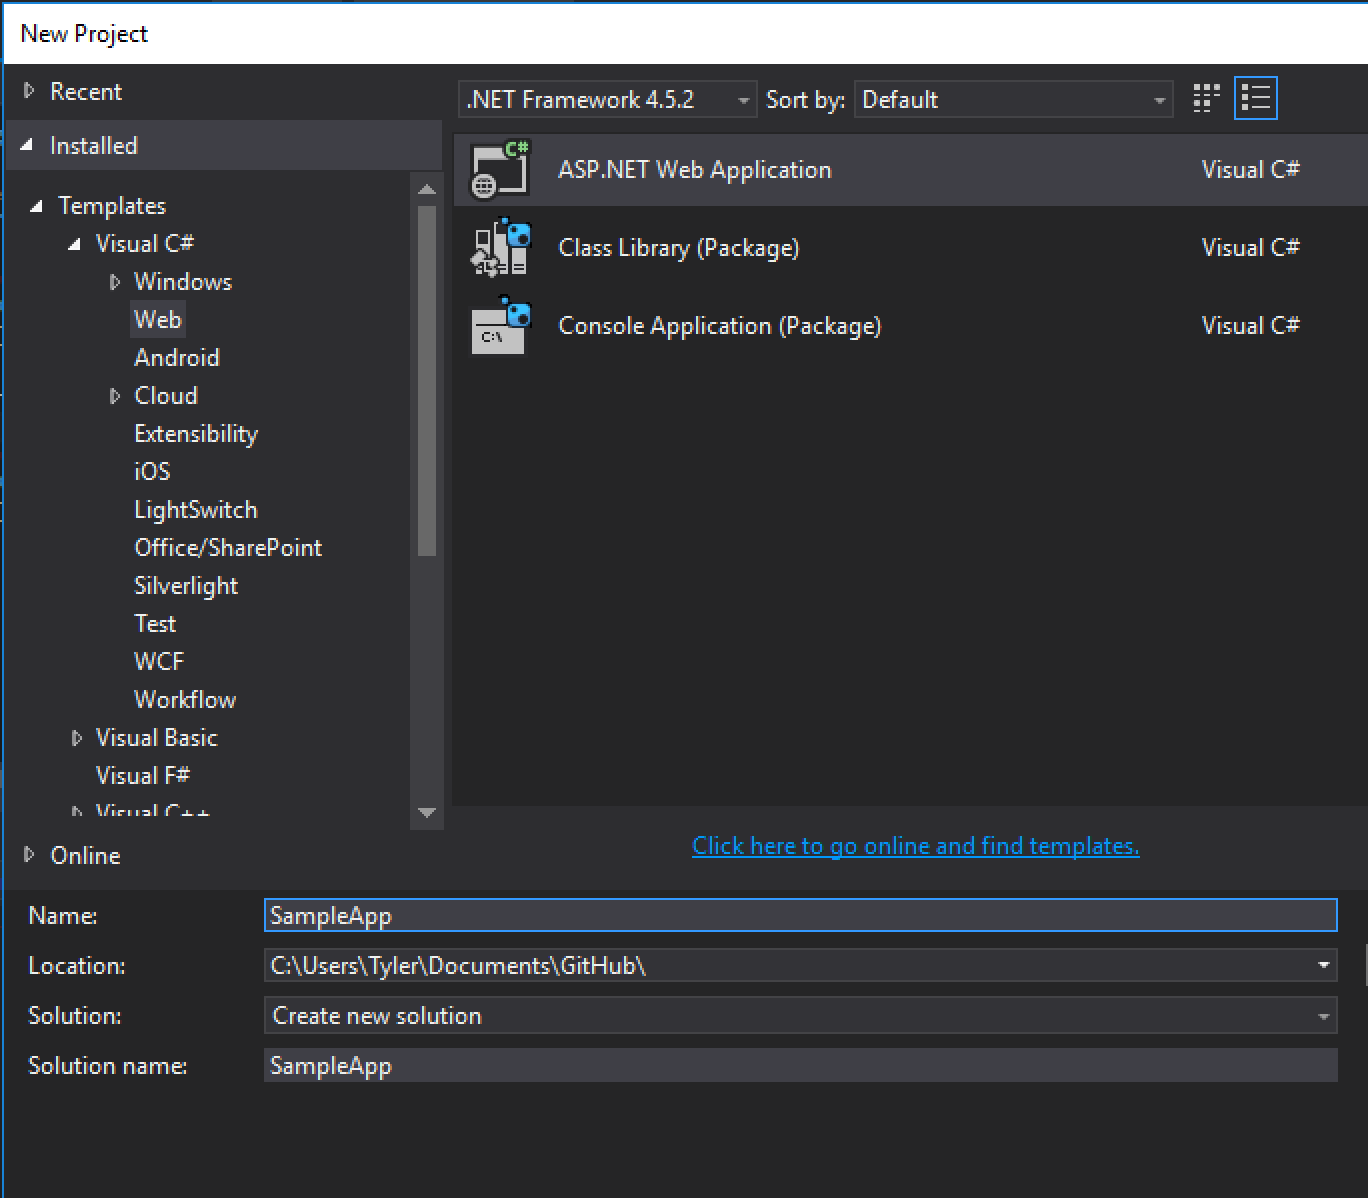 New Project
Recent
Installed
Templates
Visual C#
Windows
Web
Android
Cloud
Extensibility
iOS
LightSwitch
Office/SharePoint
Silverlight
Test
WCF
Workflow
Visual Basic
Visual F#
Visual C++
Online
.NET Framework 4.5.2 Sort by: Default
C# ASP.NET Web Application Visual C#
Class Library (Package) Visual C#
C:\ Console Application (Package) Visual C#
Click here to go online and find templates.
Name: SampleApp
Location: C:\Users\Tyler\Documents\GitHub\
Solution: Create new solution
Solution name: SampleApp